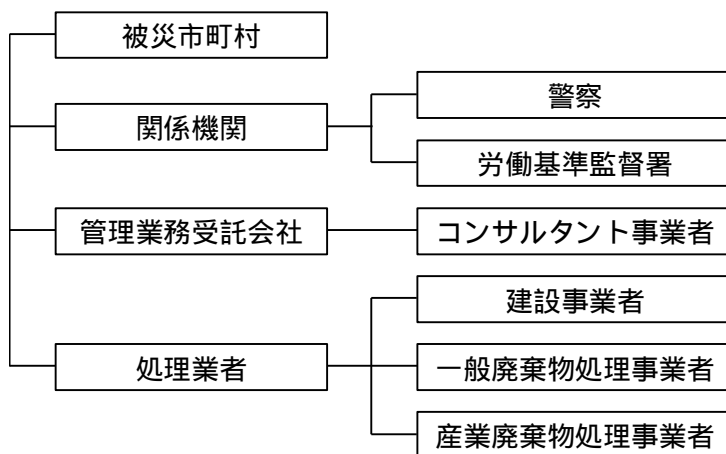 被災市町村
関係機関
警察
労働基準監督署
管理業務受託会社
コンサルタント事業者
処理業者
建設事業者
一般廃棄物処理事業者
産業廃棄物処理事業者